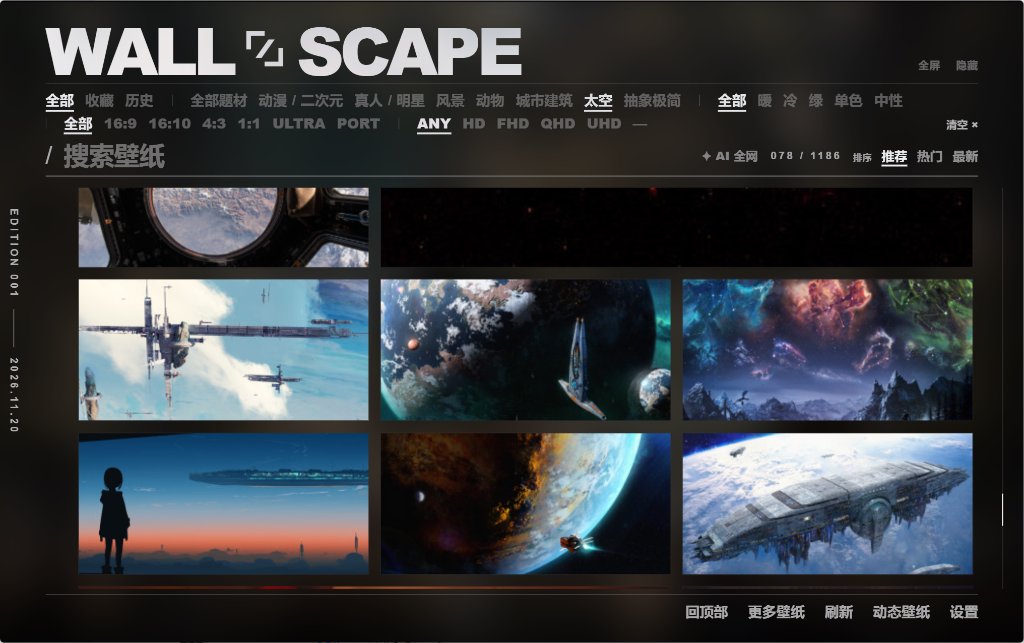 WALL SCAPE
全屏 隐藏
全部 收藏 历史 | 全部题材 动漫 / 二次元 真人 / 明星 风景 动物 城市建筑 太空 抽象极简 | 全部 暖 冷 绿 单色 中性
| 全部 16:9 16:10 4:3 1:1 ULTRA PORT | ANY HD FHD QHD UHD —
清空 ×
/ 搜索壁纸
✦ AI 全网 078 / 1186 排序 推荐 热门 最新
EDITION 001 — 2026.11.20
回顶部 更多壁纸 刷新 动态壁纸 设置